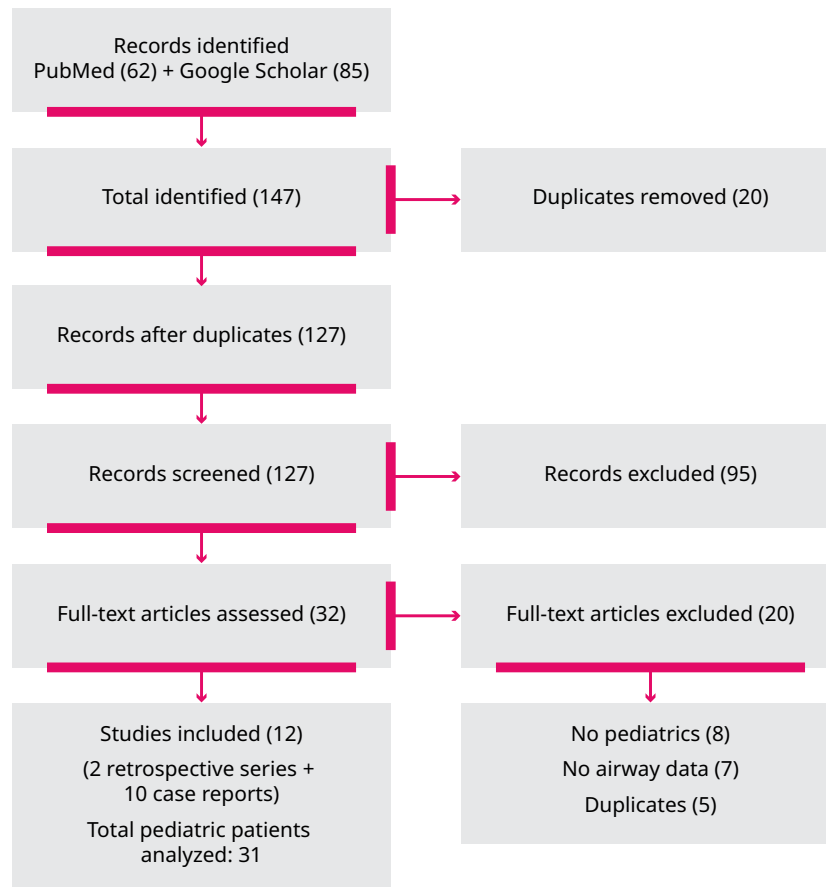 Records identified
PubMed (62) + Google Scholar (85)
Total identified (147)
Duplicates removed (20)
Records after duplicates (127)
Records screened (127)
Records excluded (95)
Full-text articles assessed (32)
Full-text articles excluded (20)
Studies included (12)
(2 retrospective series +
10 case reports)
Total pediatric patients
analyzed: 31
No pediatrics (8)
No airway data (7)
Duplicates (5)